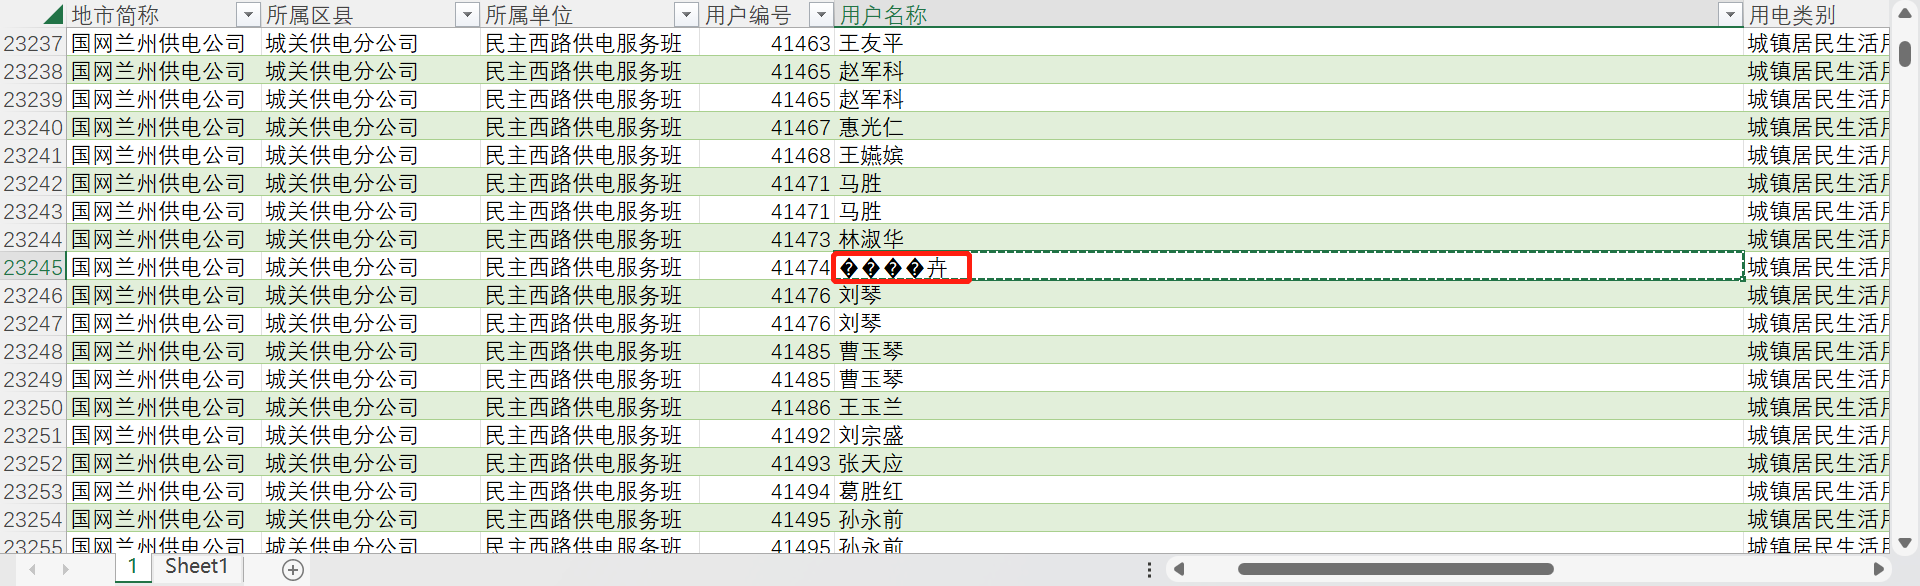 地市简称 所属区县 所属单位 用户编号 用户名称 用电类别
23237 国网兰州供电公司 城关供电分公司 民主西路供电服务班 41463 王友平 城镇居民生活用
23238 国网兰州供电公司 城关供电分公司 民主西路供电服务班 41465 赵军科 城镇居民生活用
23239 国网兰州供电公司 城关供电分公司 民主西路供电服务班 41465 赵军科 城镇居民生活用
23240 国网兰州供电公司 城关供电分公司 民主西路供电服务班 41467 惠光仁 城镇居民生活用
23241 国网兰州供电公司 城关供电分公司 民主西路供电服务班 41468 王嬿嫔 城镇居民生活用
23242 国网兰州供电公司 城关供电分公司 民主西路供电服务班 41471 马胜 城镇居民生活用
23243 国网兰州供电公司 城关供电分公司 民主西路供电服务班 41471 马胜 城镇居民生活用
23244 国网兰州供电公司 城关供电分公司 民主西路供电服务班 41473 林淑华 城镇居民生活用
23245 国网兰州供电公司 城关供电分公司 民主西路供电服务班 41474 ����卉 城镇居民生活用
23246 国网兰州供电公司 城关供电分公司 民主西路供电服务班 41476 刘琴 城镇居民生活用
23247 国网兰州供电公司 城关供电分公司 民主西路供电服务班 41476 刘琴 城镇居民生活用
23248 国网兰州供电公司 城关供电分公司 民主西路供电服务班 41485 曹玉琴 城镇居民生活用
23249 国网兰州供电公司 城关供电分公司 民主西路供电服务班 41485 曹玉琴 城镇居民生活用
23250 国网兰州供电公司 城关供电分公司 民主西路供电服务班 41486 王玉兰 城镇居民生活用
23251 国网兰州供电公司 城关供电分公司 民主西路供电服务班 41492 刘宗盛 城镇居民生活用
23252 国网兰州供电公司 城关供电分公司 民主西路供电服务班 41493 张天应 城镇居民生活用
23253 国网兰州供电公司 城关供电分公司 民主西路供电服务班 41494 葛胜红 城镇居民生活用
23254 国网兰州供电公司 城关供电分公司 民主西路供电服务班 41495 孙永前 城镇居民生活用
23255 国网兰州供电公司 城关供电分公司 民主西路供电服务班 41495 孙永前 城镇居民生活用
1 Sheet1